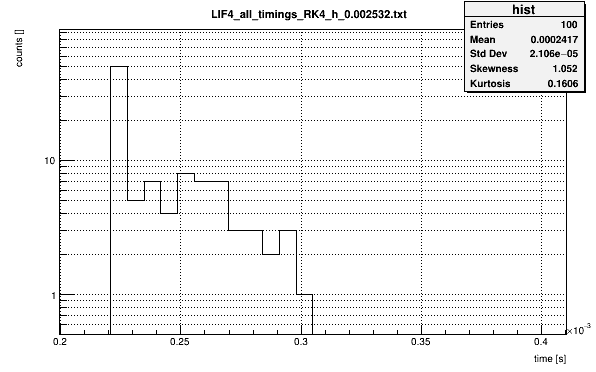 LIF4_all_timings_RK4_h_0.002532.txt
hist
Entries 100
Mean 0.0002417
Std Dev 2.106e−05
Skewness 1.052
Kurtosis 0.1606
counts []
10
1
0.2 0.25 0.3 0.35 0.4
×10⁻³
time [s]